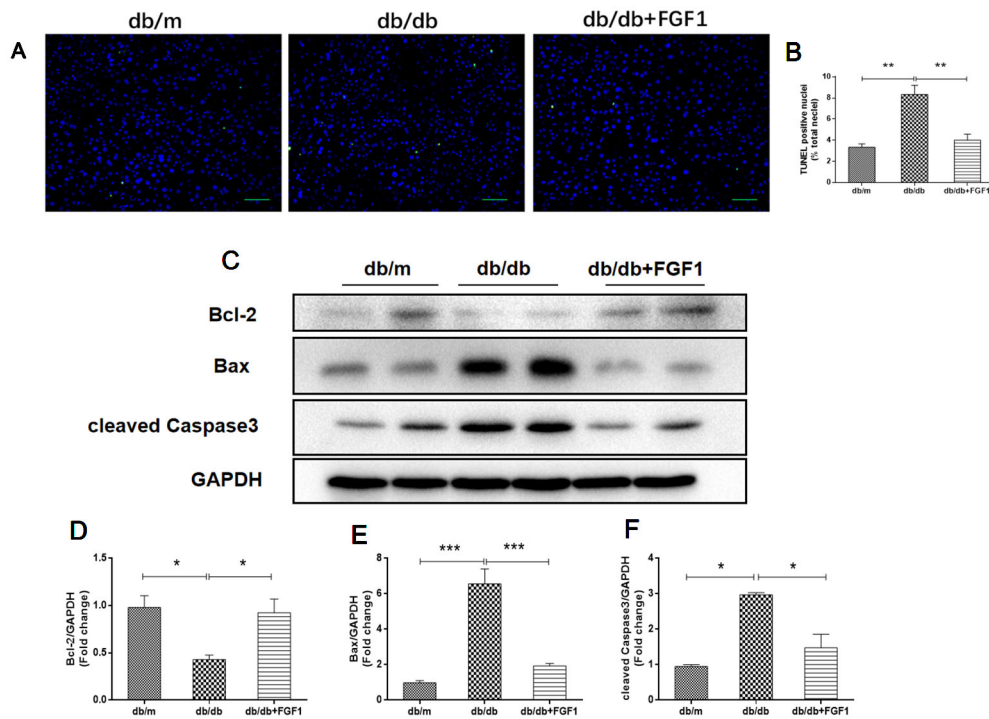 db/m db/db db/db+FGF1
A
B
** **
TUNEL positive nuclei
(% total nuclei)
10
8
6
4
2
0
db/m db/db db/db+FGF1
C
db/m db/db db/db+FGF1
Bcl-2
Bax
cleaved Caspase3
GAPDH
D
* *
Bcl-2/GAPDH
(Fold change)
1.5
1.0
0.5
0.0
db/m db/db db/db+FGF1
E
*** ***
Bax/GAPDH
(Fold change)
8
6
4
2
0
db/m db/db db/db+FGF1
F
* *
cleaved Caspase3/GAPDH
(Fold change)
4
3
2
1
0
db/m db/db db/db+FGF1